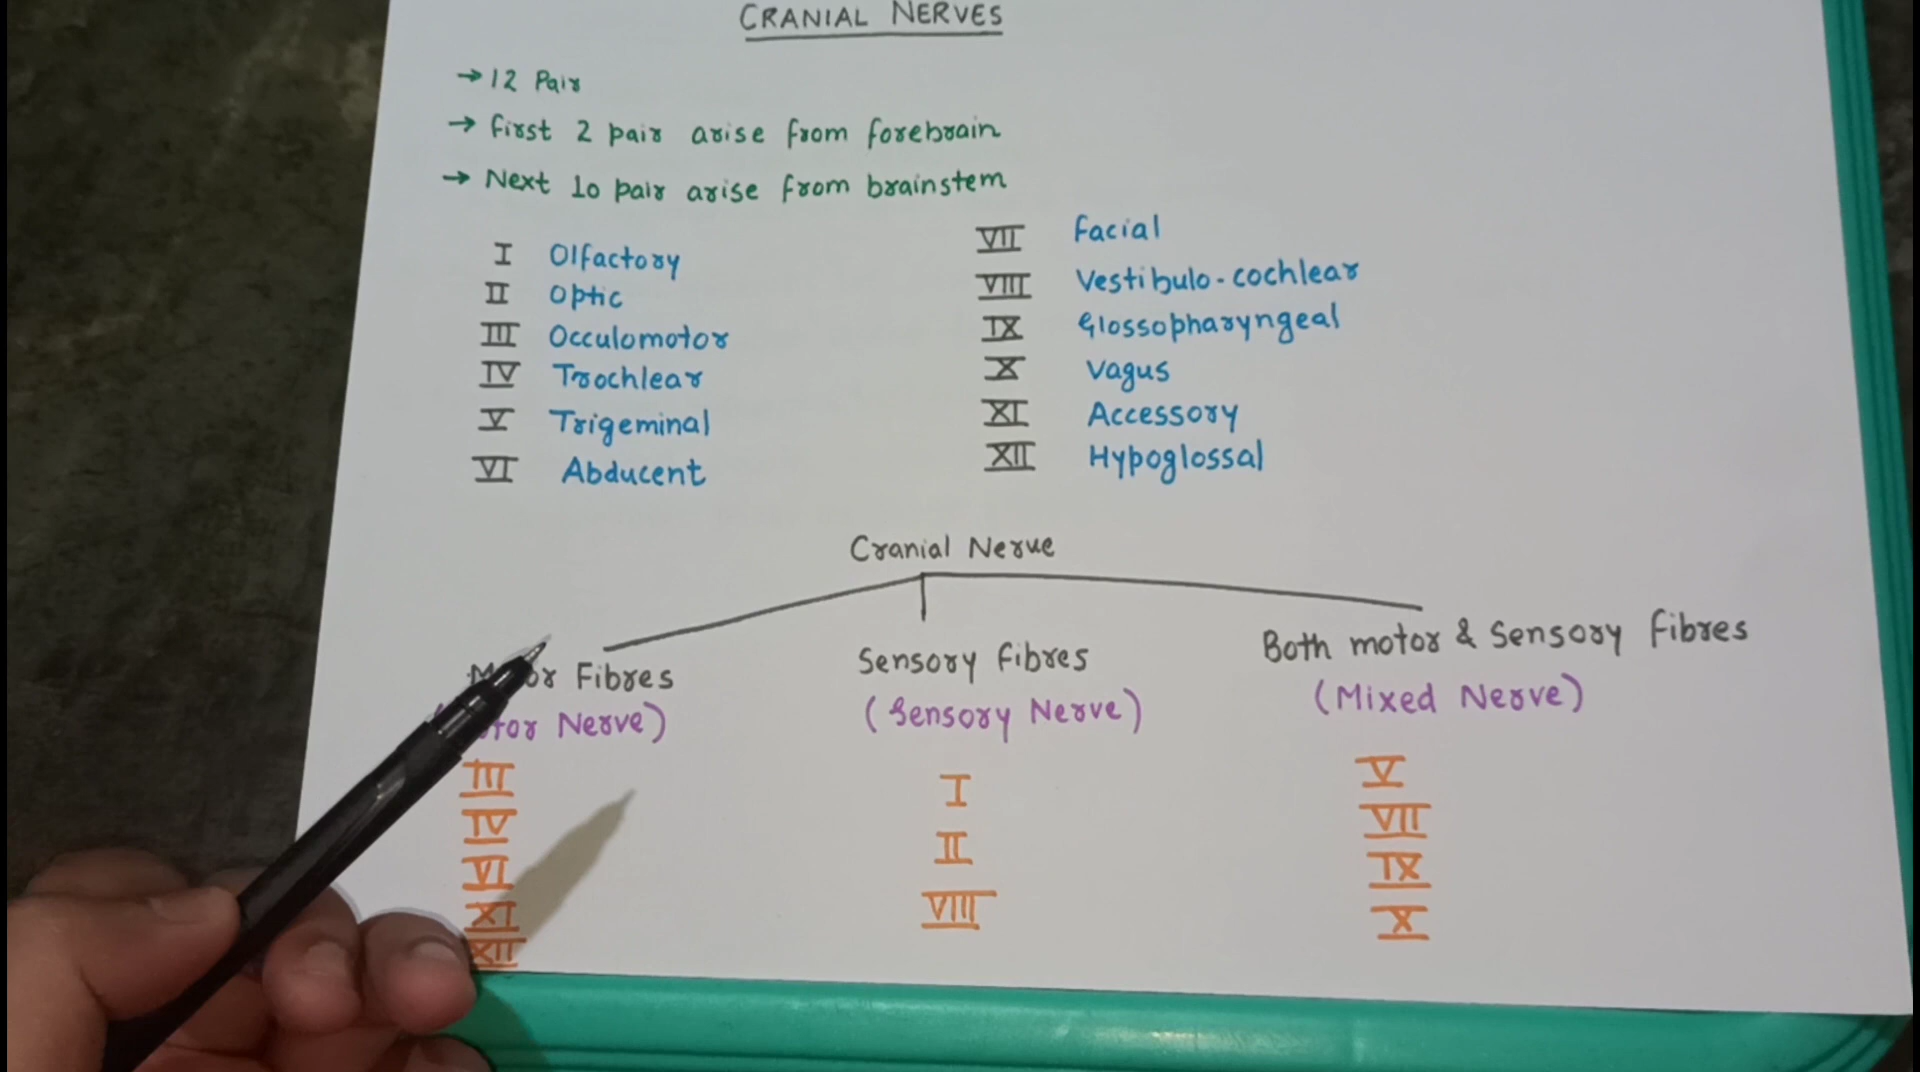 CRANIAL NERVES
→ 12 Pair
→ first 2 pair arise from forebrain
→ Next 10 pair arise from brainstem
I Olfactory
II Optic
III Occulomotor
IV Trochlear
V Trigeminal
VI Abducent
VII Facial
VIII Vestibulo-cochlear
IX Glossopharyngeal
X Vagus
XI Accessory
XII Hypoglossal
Cranial Nerve
Fibres
Nerve)
III
IV
VI
XI
XII
Sensory fibres
(Sensory Nerve)
I
II
VIII
Both motor & Sensory fibres
(Mixed Nerve)
V
VII
IX
X